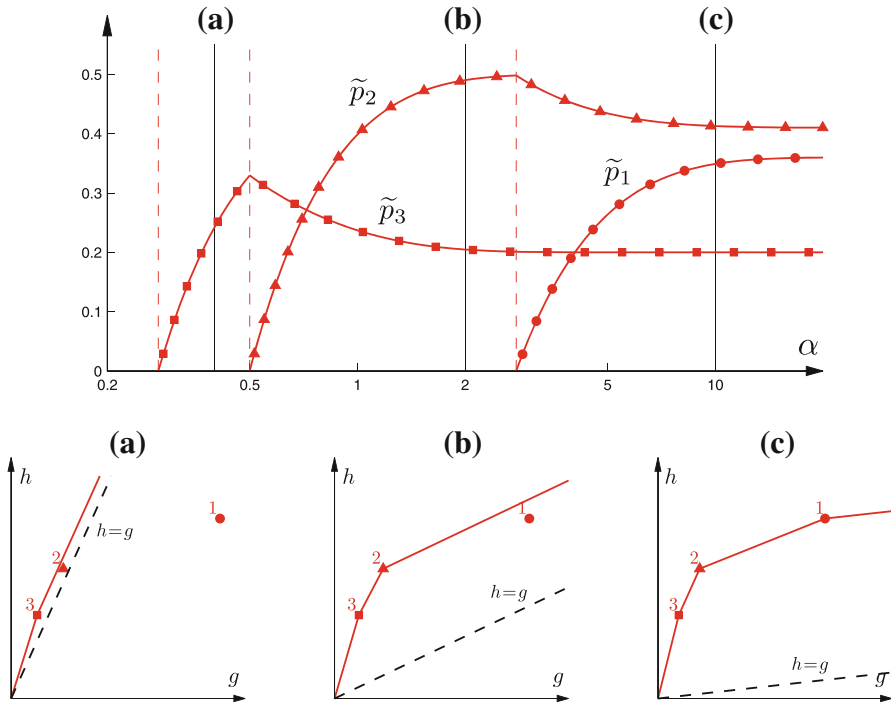 (a) (b) (c)
0.5
0.4
0.3
0.2
0.1
0
p̃₂
p̃₁
p̃₃
α
0.2 0.5 1 2 5 10
(a) (b) (c)
h h h
1 1 1
h=g
2 2 2
3 3 3
h=g
h=g
g g g